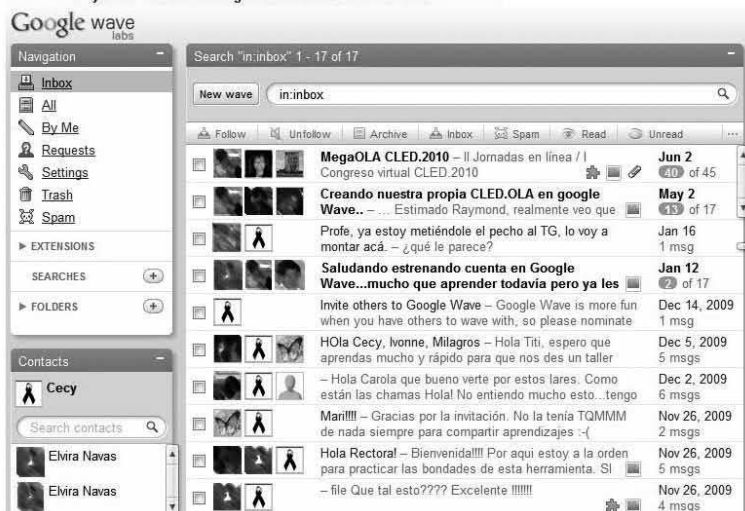 Google wave
labs
Navigation
Inbox
All
By Me
Requests
Settings
Trash
Spam
EXTENSIONS
SEARCHES
FOLDERS
Contacts
Cecy
Search contacts
Elvira Navas
Elvira Navas
Search "in:inbox" 1 - 17 of 17
New wave
in:inbox
Follow Unfollow Archive Inbox Spam Read Unread ...
MegaOLA CLED.2010 – II Jornadas en línea / I Jun 2
Congreso virtual CLED.2010 40 of 45
Creando nuestra propia CLED.OLA en google May 2
Wave.. – ... Estimado Raymond, realmente veo que 13 of 17
Profe, ya estoy metiéndole el pecho al TG, lo voy a Jan 16
montar acá. – ¿qué le parece? 1 msg
Saludando estrenando cuenta en Google Jan 12
Wave...mucho que aprender todavía pero ya les 2 of 17
Invite others to Google Wave – Google Wave is more fun Dec 14, 2009
when you have others to wave with, so please nominate 1 msg
HOla Cecy, Ivonne, Milagros – Hola Titi, espero que Dec 5, 2009
aprendas mucho y rápido para que nos des un taller 5 msgs
– Hola Carola que bueno verte por estos lares. Como Dec 2, 2009
están las chamas Hola! No entiendo mucho esto...tengo 6 msgs
Mari!!!! – Gracias por la invitación. No la tenía TQMMM Nov 26, 2009
de nada siempre para compartir aprendizajes :-( 2 msgs
Hola Rectora! – Bienvenida!!!! Por aqui estoy a la orden Nov 26, 2009
para practicar las bondades de esta herramienta. SI 5 msgs
– file Que tal esto???? Excelente !!!!!!! Nov 26, 2009
4 msgs